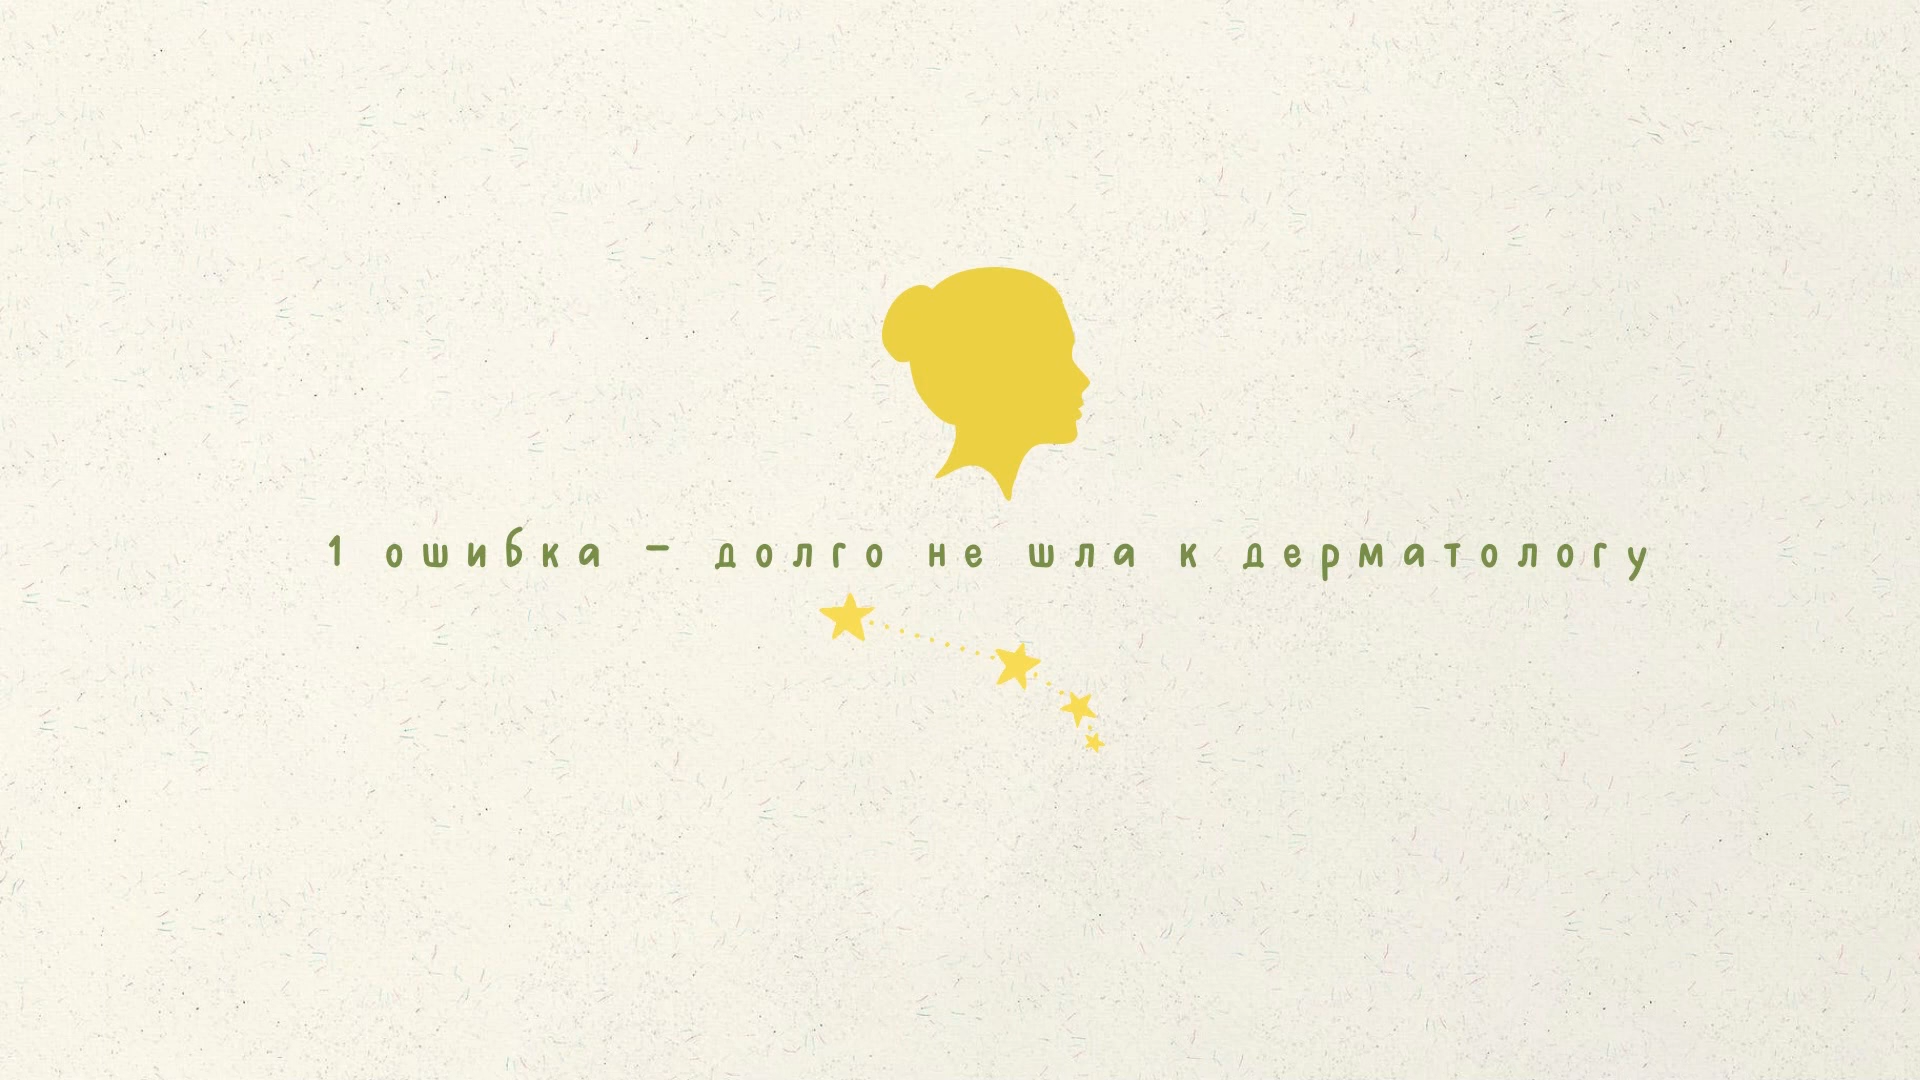 1 ошибка – долго не шла к дерматологу